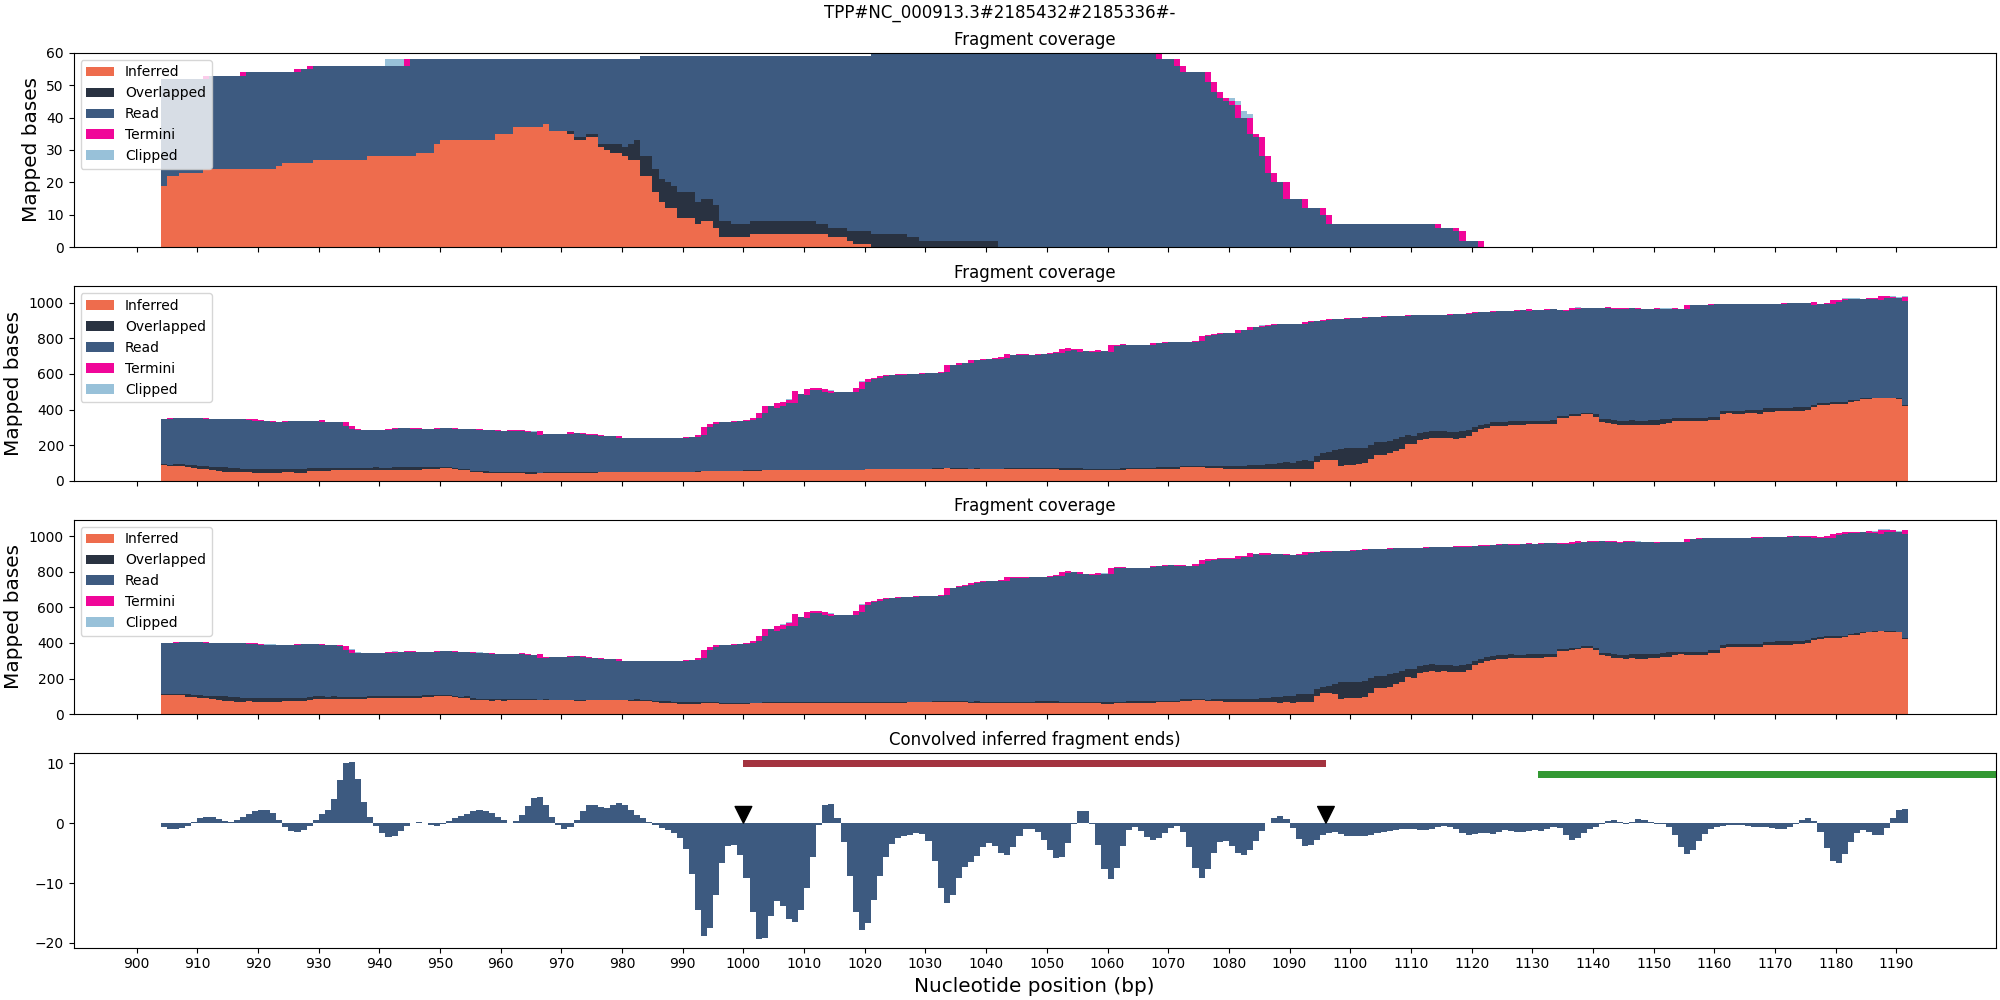 TPP#NC_000913.3#2185432#2185336#-
Fragment coverage
Mapped bases
60
50
40
30
20
10
0
Inferred
Overlapped
Read
Termini
Clipped
Fragment coverage
Mapped bases
1000
800
600
400
200
0
Inferred
Overlapped
Read
Termini
Clipped
Fragment coverage
Mapped bases
1000
800
600
400
200
0
Inferred
Overlapped
Read
Termini
Clipped
Convolved inferred fragment ends)
10
0
−10
−20
900 910 920 930 940 950 960 970 980 990 1000 1010 1020 1030 1040 1050 1060 1070 1080 1090 1100 1110 1120 1130 1140 1150 1160 1170 1180 1190
Nucleotide position (bp)